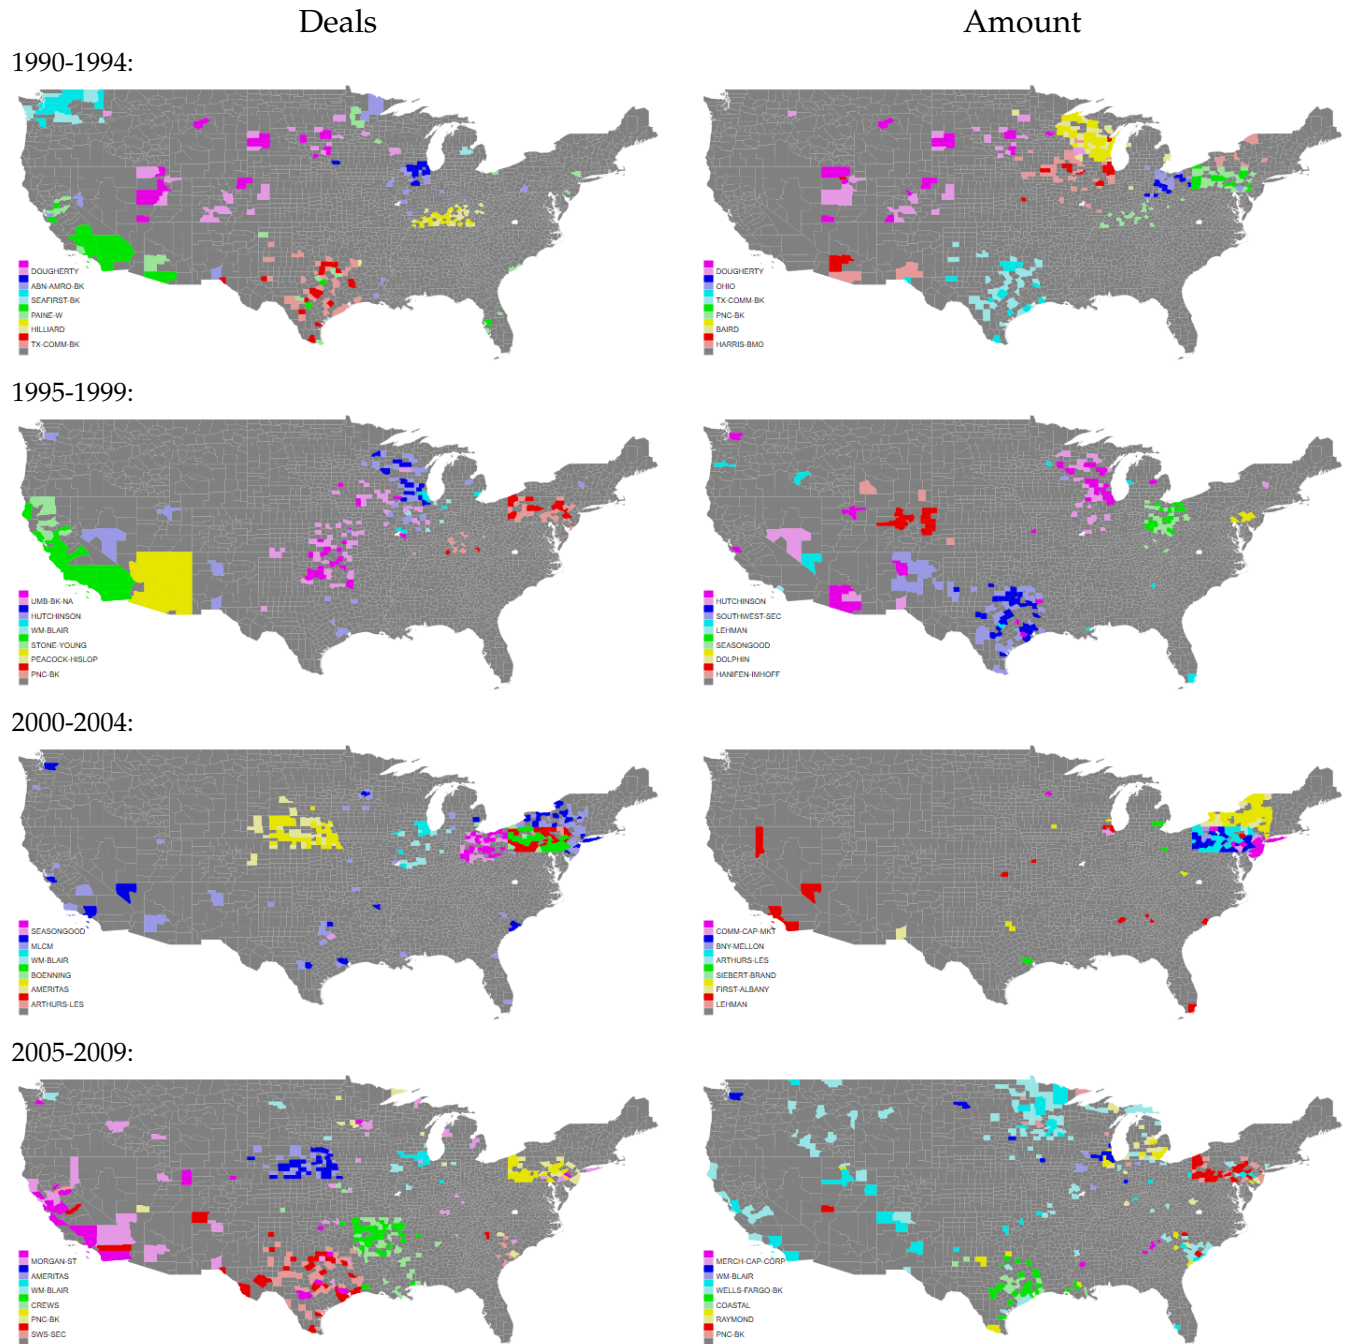 Deals
Amount
1990-1994:
DOUGHERTY
ABN-AMRO-BK
SEAFIRST-BK
PAINE-W
HILLIARD
TX-COMM-BK
DOUGHERTY
OHIO
TX-COMM-BK
PNC-BK
BAIRD
HARRIS-BMO
1995-1999:
UMB-BK-NA
HUTCHINSON
WM-BLAIR
STONE-YOUNG
PEACOCK-HISLOP
PNC-BK
HUTCHINSON
SOUTHWEST-SEC
LEHMAN
SEASONGOOD
DOLPHIN
HANIFEN-IMHOFF
2000-2004:
SEASONGOOD
MLCM
WM-BLAIR
BOENNING
AMERITAS
ARTHURS-LES
COMM-CAP-MKT
BNY-MELLON
ARTHURS-LES
SIEBERT-BRAND
FIRST-ALBANY
LEHMAN
2005-2009:
MORGAN-ST
AMERITAS
WM-BLAIR
CREWS
PNC-BK
SWS-SEC
MERCH-CAP-CORP
WM-BLAIR
WELLS-FARGO-BK
COASTAL
RAYMOND
PNC-BK